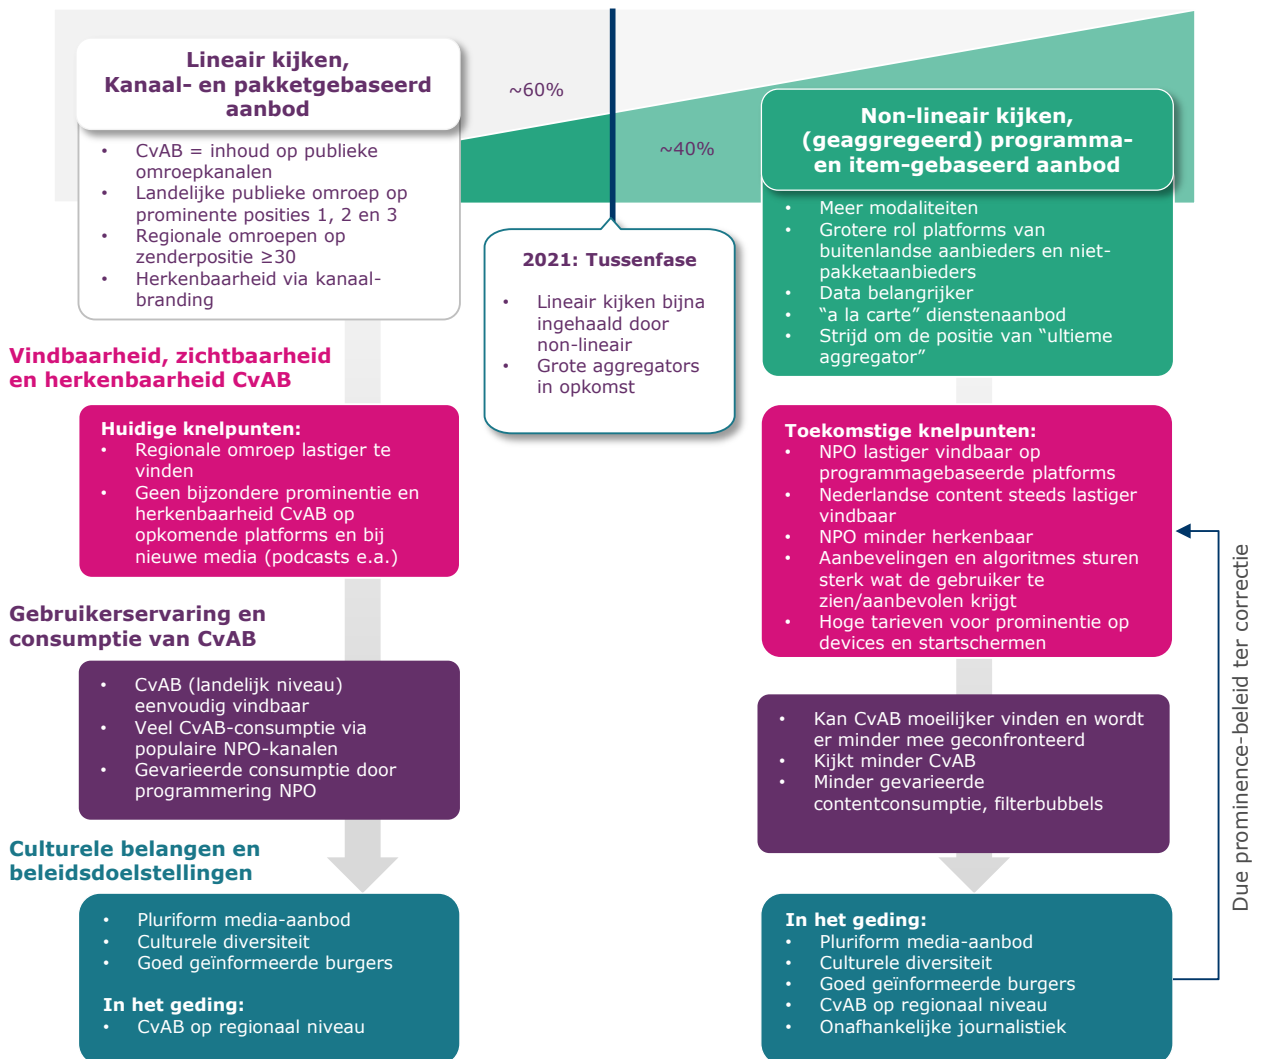 Lineair kijken,
Kanaal- en pakketgebaseerd
aanbod
• CvAB = inhoud op publieke
omroepkanalen
• Landelijke publieke omroep op
prominente posities 1, 2 en 3
• Regionale omroepen op
zenderpositie ≥30
• Herkenbaarheid via kanaal-
branding
~60%
~40%
2021: Tussenfase
• Lineair kijken bijna
ingehaald door
non-lineair
• Grote aggregators
in opkomst
Non-lineair kijken,
(geaggregeerd) programma-
en item-gebaseerd aanbod
• Meer modaliteiten
• Grotere rol platforms van
buitenlandse aanbieders en niet-
pakketaanbieders
• Data belangrijker
• “a la carte” dienstenaanbod
• Strijd om de positie van “ultieme
aggregator”
Vindbaarheid, zichtbaarheid
en herkenbaarheid CvAB
Huidige knelpunten:
• Regionale omroep lastiger te
vinden
• Geen bijzondere prominentie en
herkenbaarheid CvAB op
opkomende platforms en bij
nieuwe media (podcasts e.a.)
Toekomstige knelpunten:
• NPO lastiger vindbaar op
programmagebaseerde platforms
• Nederlandse content steeds lastiger
vindbaar
• NPO minder herkenbaar
• Aanbevelingen en algoritmes sturen
sterk wat de gebruiker te
zien/aanbevolen krijgt
• Hoge tarieven voor prominentie op
devices en startschermen
Gebruikerservaring en
consumptie van CvAB
• CvAB (landelijk niveau)
eenvoudig vindbaar
• Veel CvAB-consumptie via
populaire NPO-kanalen
• Gevarieerde consumptie door
programmering NPO
• Kan CvAB moeilijker vinden en wordt
er minder mee geconfronteerd
• Kijkt minder CvAB
• Minder gevarieerde
contentconsumptie, filterbubbels
Culturele belangen en
beleidsdoelstellingen
• Pluriform media-aanbod
• Culturele diversiteit
• Goed geïnformeerde burgers
In het geding:
• CvAB op regionaal niveau
In het geding:
• Pluriform media-aanbod
• Culturele diversiteit
• Goed geïnformeerde burgers
• CvAB op regionaal niveau
• Onafhankelijke journalistiek
Due prominence-beleid ter correctie